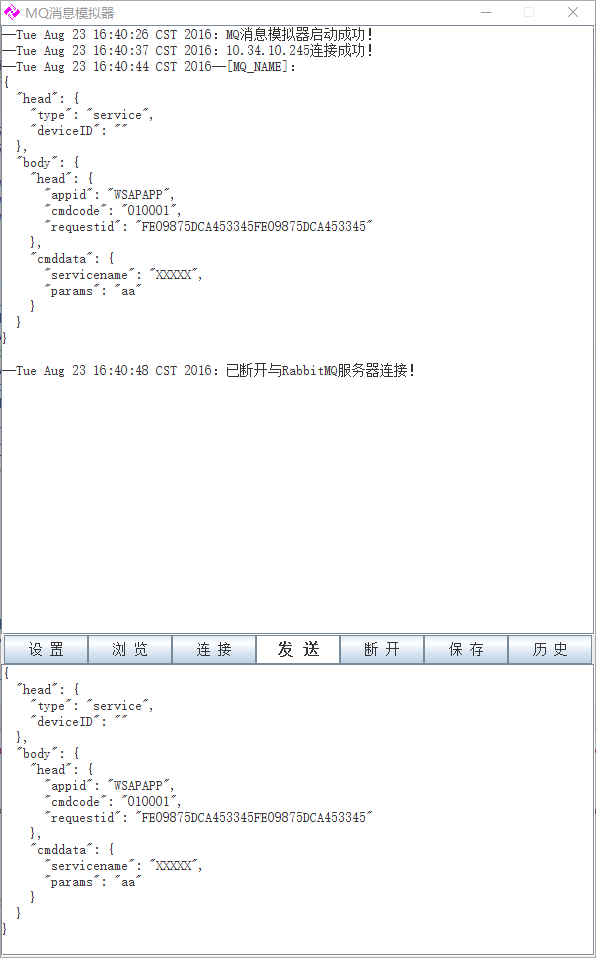 MQ消息模拟器
—Tue Aug 23 16:40:26 CST 2016: MQ消息模拟器启动成功!
—Tue Aug 23 16:40:37 CST 2016: 10.34.10.245连接成功!
—Tue Aug 23 16:40:44 CST 2016—[MQ_NAME]:
{
  "head": {
    "type": "service",
    "deviceID": ""
  },
  "body": {
    "head": {
      "appid": "WSAPAPP",
      "cmdcode": "010001",
      "requestid": "FE09875DCA453345FE09875DCA453345"
    },
    "cmddata": {
      "servicename": "XXXXX",
      "params": "aa"
    }
  }
}
—Tue Aug 23 16:40:48 CST 2016: 已断开与RabbitMQ服务器连接!
设 置 浏 览 连 接 发 送 断 开 保 存 历 史
{
  "head": {
    "type": "service",
    "deviceID": ""
  },
  "body": {
    "head": {
      "appid": "WSAPAPP",
      "cmdcode": "010001",
      "requestid": "FE09875DCA453345FE09875DCA453345"
    },
    "cmddata": {
      "servicename": "XXXXX",
      "params": "aa"
    }
  }
}